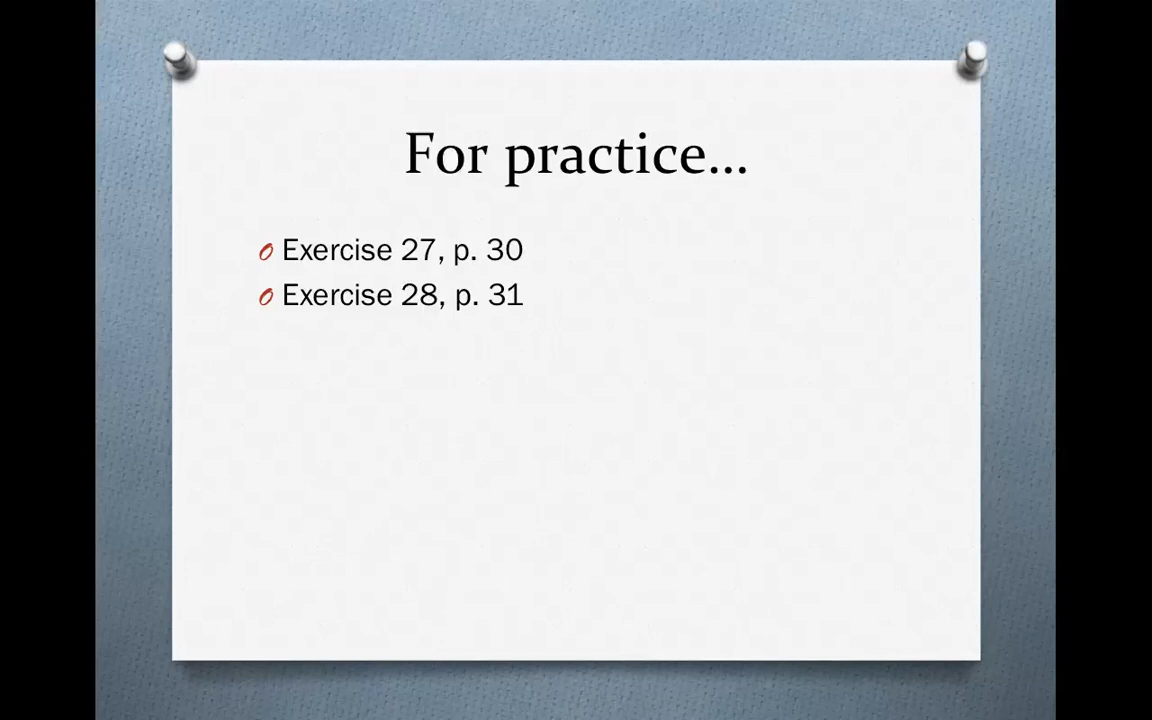 For practice...
Exercise 27, p. 30
Exercise 28, p. 31